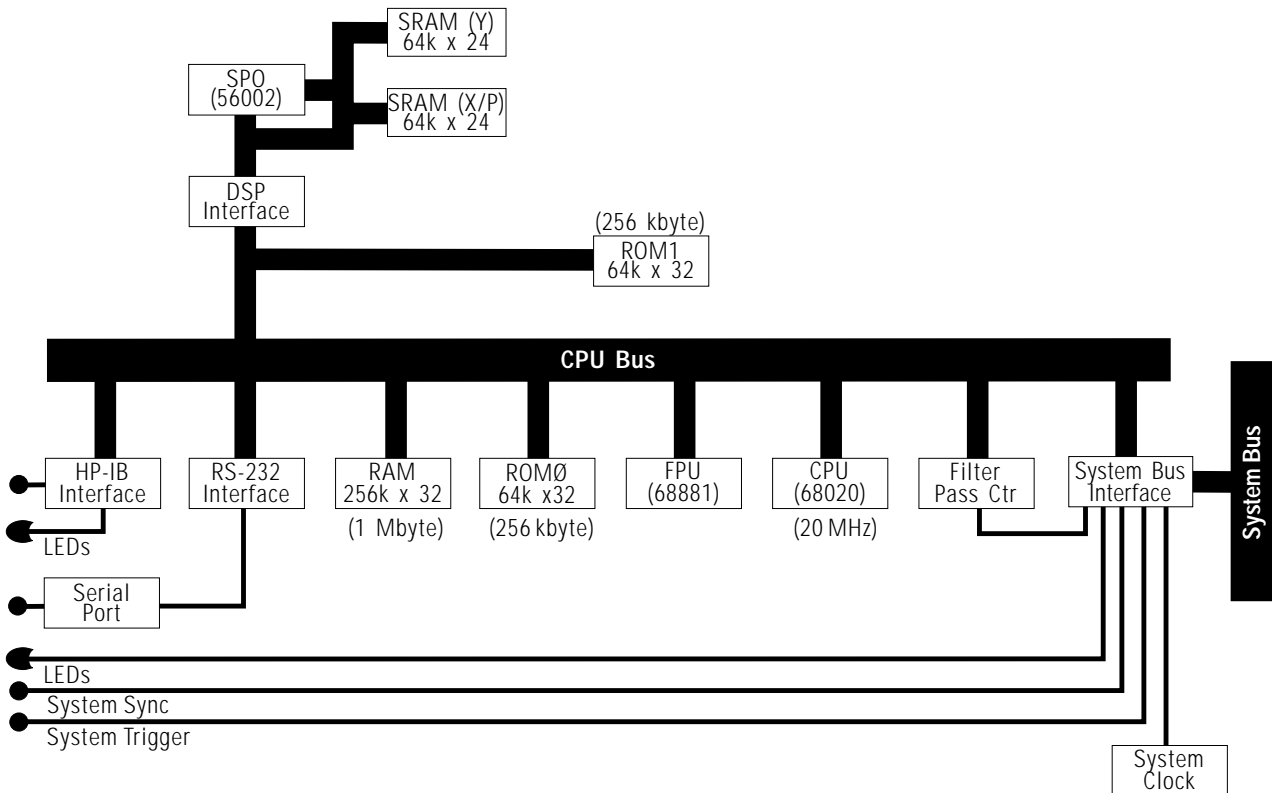 SRAM (Y)
64k x 24
SPO
(56002)
SRAM (X/P)
64k x 24
DSP
Interface
(256 kbyte)
ROM1
64k x 32
CPU Bus
System Bus
HP-IB
Interface
RS-232
Interface
RAM
256k x 32
(1 Mbyte)
ROMØ
64k x32
(256 kbyte)
FPU
(68881)
CPU
(68020)
(20 MHz)
Filter
Pass Ctr
System Bus
Interface
LEDs
Serial
Port
LEDs
System Sync
System Trigger
System
Clock